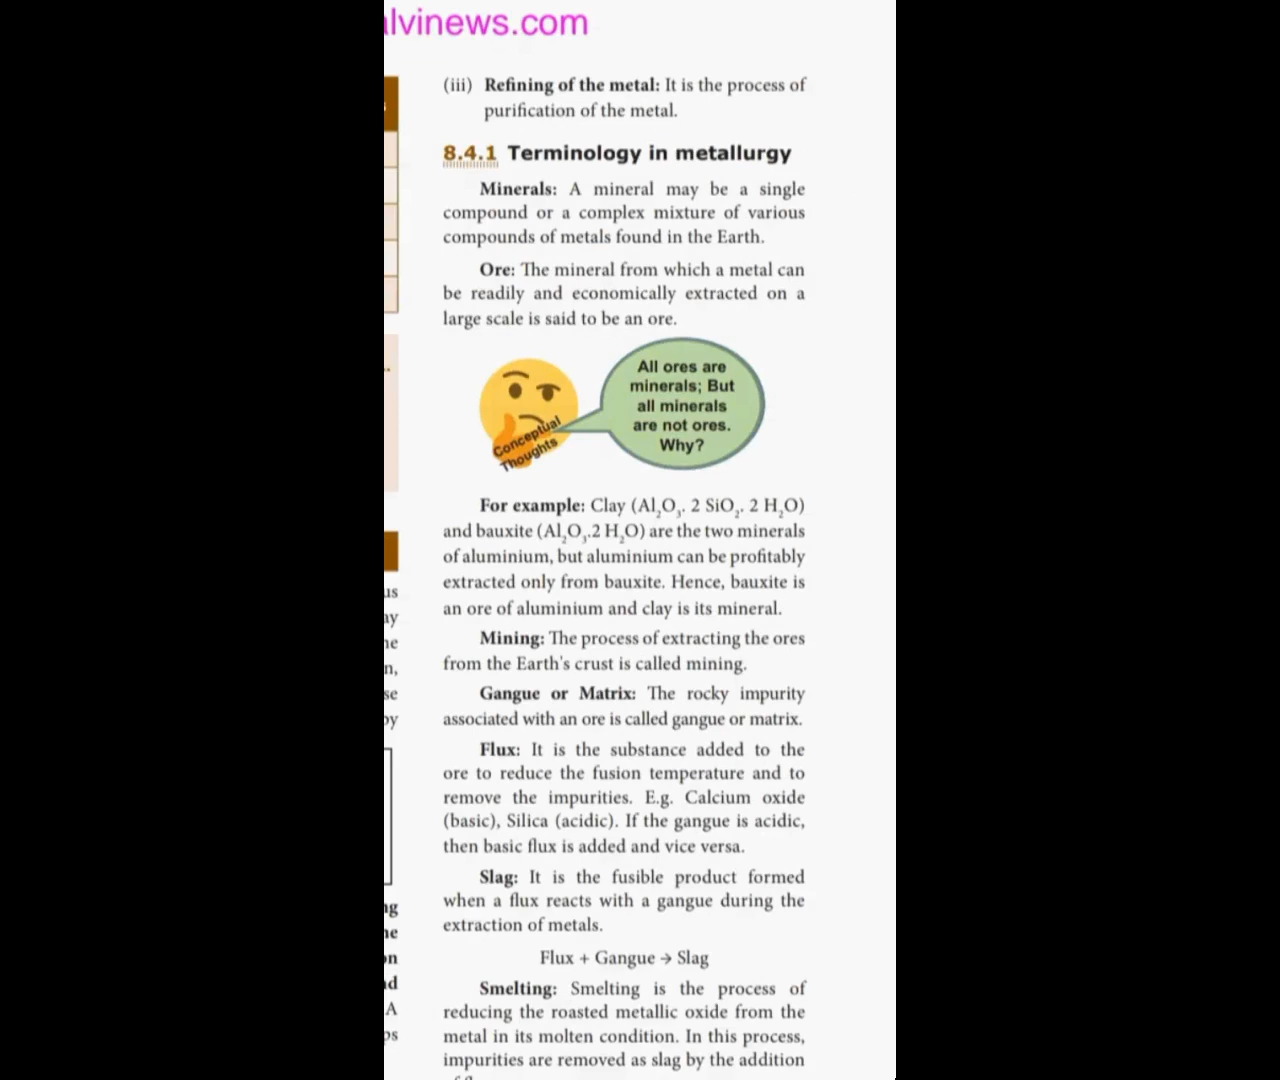 lvinews.com
(iii) Refining of the metal: It is the process of
purification of the metal.
8.4.1 Terminology in metallurgy
Minerals: A mineral may be a single
compound or a complex mixture of various
compounds of metals found in the Earth.
Ore: The mineral from which a metal can
be readily and economically extracted on a
large scale is said to be an ore.
All ores are
minerals; But
all minerals
are not ores.
Why?
Conceptual
Thoughts
For example: Clay (Al₂O₃. 2 SiO₂. 2 H₂O)
and bauxite (Al₂O₃.2 H₂O) are the two minerals
of aluminium, but aluminium can be profitably
extracted only from bauxite. Hence, bauxite is
an ore of aluminium and clay is its mineral.
Mining: The process of extracting the ores
from the Earth's crust is called mining.
Gangue or Matrix: The rocky impurity
associated with an ore is called gangue or matrix.
Flux: It is the substance added to the
ore to reduce the fusion temperature and to
remove the impurities. E.g. Calcium oxide
(basic), Silica (acidic). If the gangue is acidic,
then basic flux is added and vice versa.
Slag: It is the fusible product formed
when a flux reacts with a gangue during the
extraction of metals.
Flux + Gangue → Slag
Smelting: Smelting is the process of
reducing the roasted metallic oxide from the
metal in its molten condition. In this process,
impurities are removed as slag by the addition